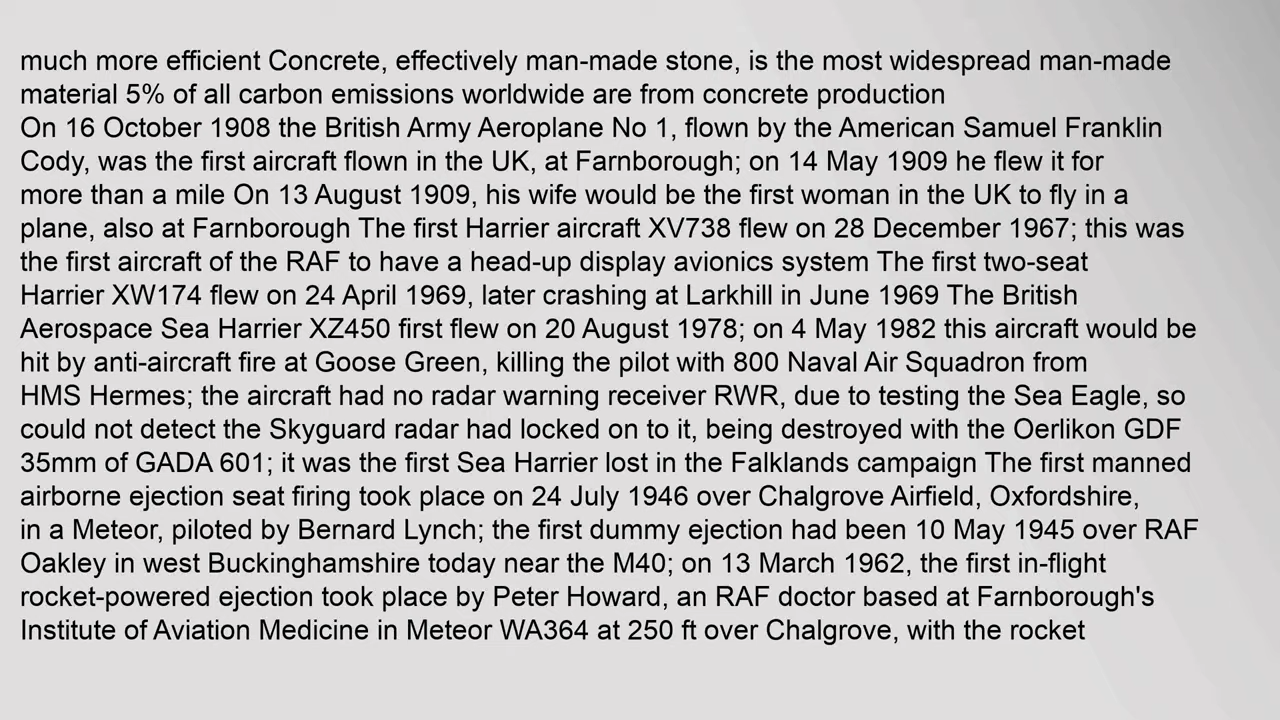 much more efficient Concrete, effectively man-made stone, is the most widespread man-made
material 5% of all carbon emissions worldwide are from concrete production
On 16 October 1908 the British Army Aeroplane No 1, flown by the American Samuel Franklin
Cody, was the first aircraft flown in the UK, at Farnborough; on 14 May 1909 he flew it for
more than a mile On 13 August 1909, his wife would be the first woman in the UK to fly in a
plane, also at Farnborough The first Harrier aircraft XV738 flew on 28 December 1967; this was
the first aircraft of the RAF to have a head-up display avionics system The first two-seat
Harrier XW174 flew on 24 April 1969, later crashing at Larkhill in June 1969 The British
Aerospace Sea Harrier XZ450 first flew on 20 August 1978; on 4 May 1982 this aircraft would be
hit by anti-aircraft fire at Goose Green, killing the pilot with 800 Naval Air Squadron from
HMS Hermes; the aircraft had no radar warning receiver RWR, due to testing the Sea Eagle, so
could not detect the Skyguard radar had locked on to it, being destroyed with the Oerlikon GDF
35mm of GADA 601; it was the first Sea Harrier lost in the Falklands campaign The first manned
airborne ejection seat firing took place on 24 July 1946 over Chalgrove Airfield, Oxfordshire,
in a Meteor, piloted by Bernard Lynch; the first dummy ejection had been 10 May 1945 over RAF
Oakley in west Buckinghamshire today near the M40; on 13 March 1962, the first in-flight
rocket-powered ejection took place by Peter Howard, an RAF doctor based at Farnborough's
Institute of Aviation Medicine in Meteor WA364 at 250 ft over Chalgrove, with the rocket